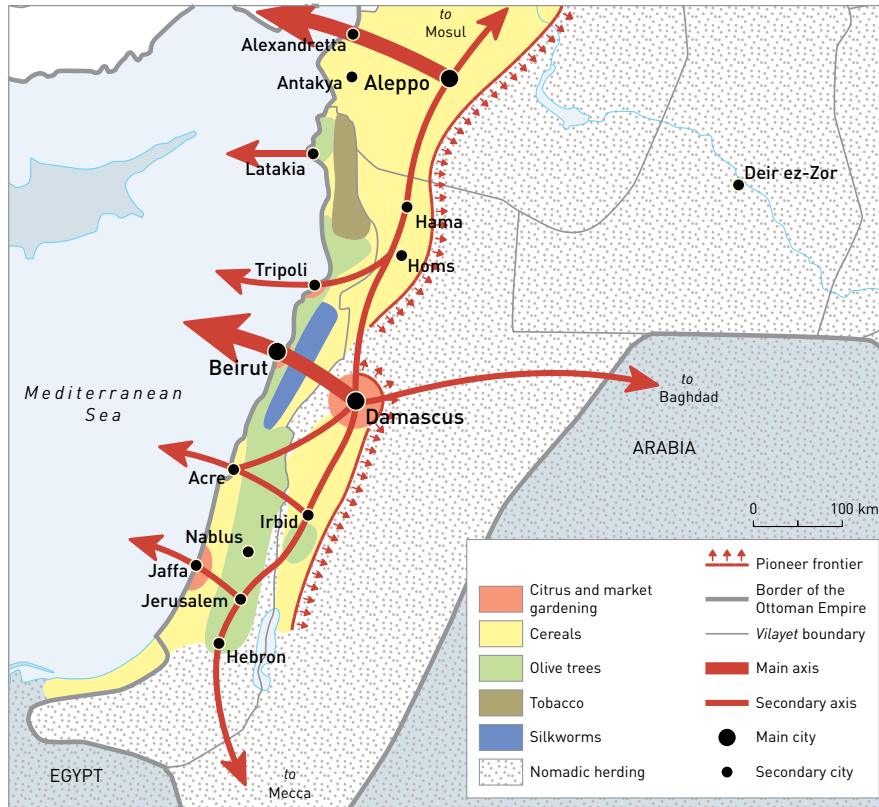 to
Mosul
Alexandretta
Antakya
Aleppo
Latakia
Deir ez-Zor
Hama
Homs
Tripoli
Beirut
Mediterranean
Sea
Damascus
to
Baghdad
ARABIA
Acre
Irbid
0 100 km
Nablus
Jaffa
Jerusalem
Hebron
EGYPT
to
Mecca
Citrus and market
gardening
Cereals
Olive trees
Tobacco
Silkworms
Nomadic herding
Pioneer frontier
Border of the
Ottoman Empire
Vilayet boundary
Main axis
Secondary axis
Main city
Secondary city